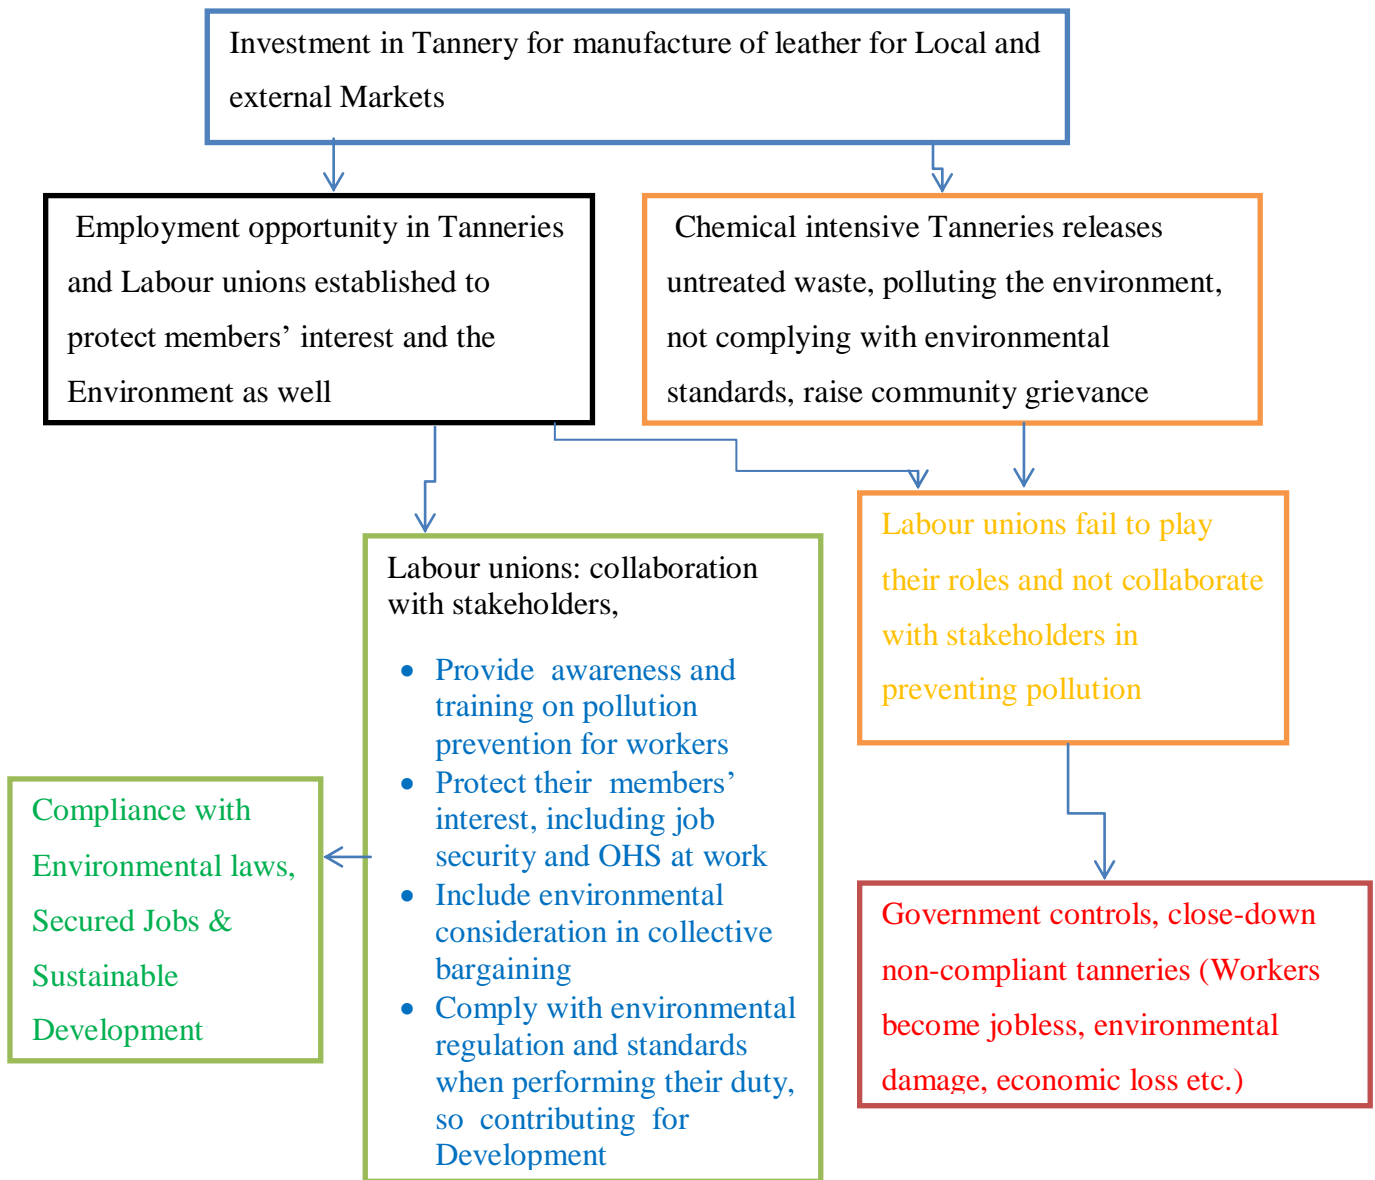 Investment in Tannery for manufacture of leather for Local and
external Markets
Employment opportunity in Tanneries
and Labour unions established to
protect members’ interest and the
Environment as well
Chemical intensive Tanneries releases
untreated waste, polluting the environment,
not complying with environmental
standards, raise community grievance
Labour unions fail to play
their roles and not collaborate
with stakeholders in
preventing pollution
Labour unions: collaboration
with stakeholders,
• Provide awareness and
training on pollution
prevention for workers
• Protect their members’
interest, including job
security and OHS at work
• Include environmental
consideration in collective
bargaining
• Comply with environmental
regulation and standards
when performing their duty,
so contributing for
Development
Compliance with
Environmental laws,
Secured Jobs &
Sustainable
Development
Government controls, close-down
non-compliant tanneries (Workers
become jobless, environmental
damage, economic loss etc.)